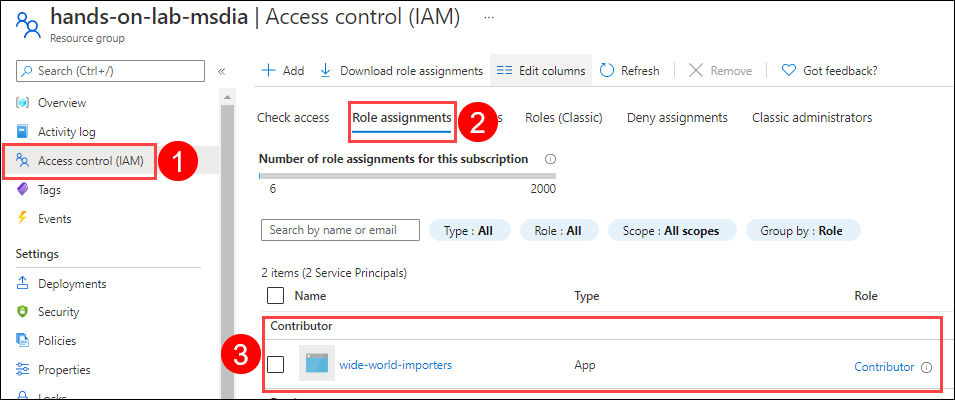 hands-on-lab-msdia | Access control (IAM) ...
Resource group
Search (Ctrl+/) «
Overview
Activity log
Access control (IAM) 1
Tags
Events
Settings
Deployments
Security
Policies
Properties
Locks
Add Download role assignments Edit columns Refresh Remove Got feedback?
Check access Role assignments 2 Roles (Classic) Deny assignments Classic administrators
Number of role assignments for this subscription
6 2000
Search by name or email Type : All Role : All Scope : All scopes Group by : Role
2 items (2 Service Principals)
Name Type Role
Contributor
3 wide-world-importers App Contributor